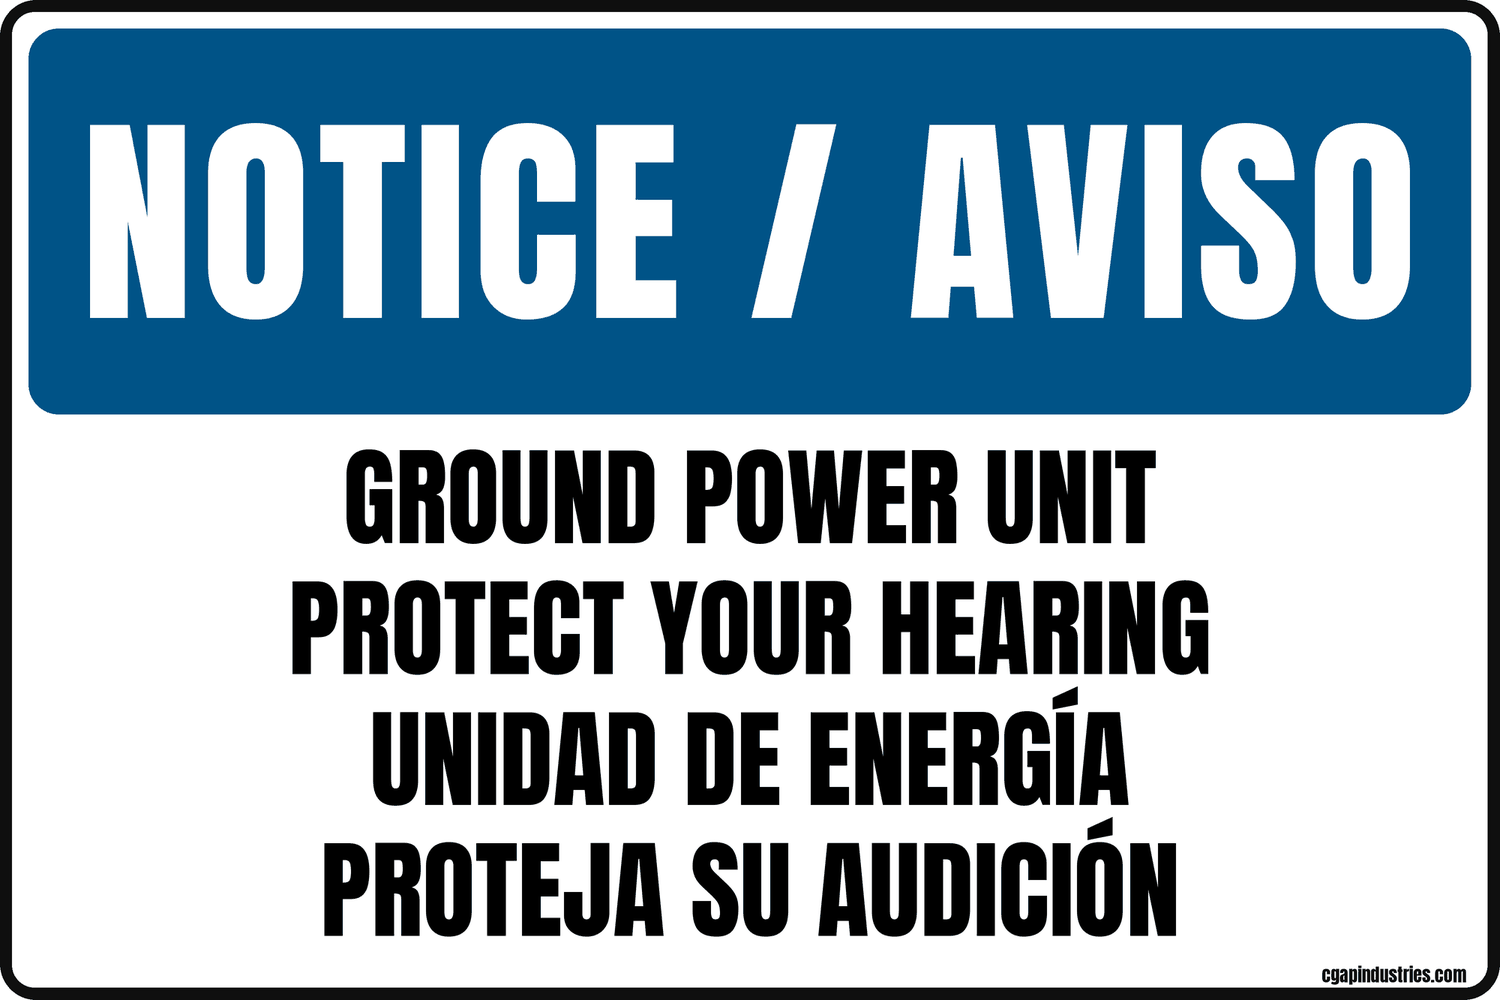 NOTICE / AVISO
GROUND POWER UNIT
PROTECT YOUR HEARING
UNIDAD DE ENERGÍA
PROTEJA SU AUDICIÓN
cgapindustries.com